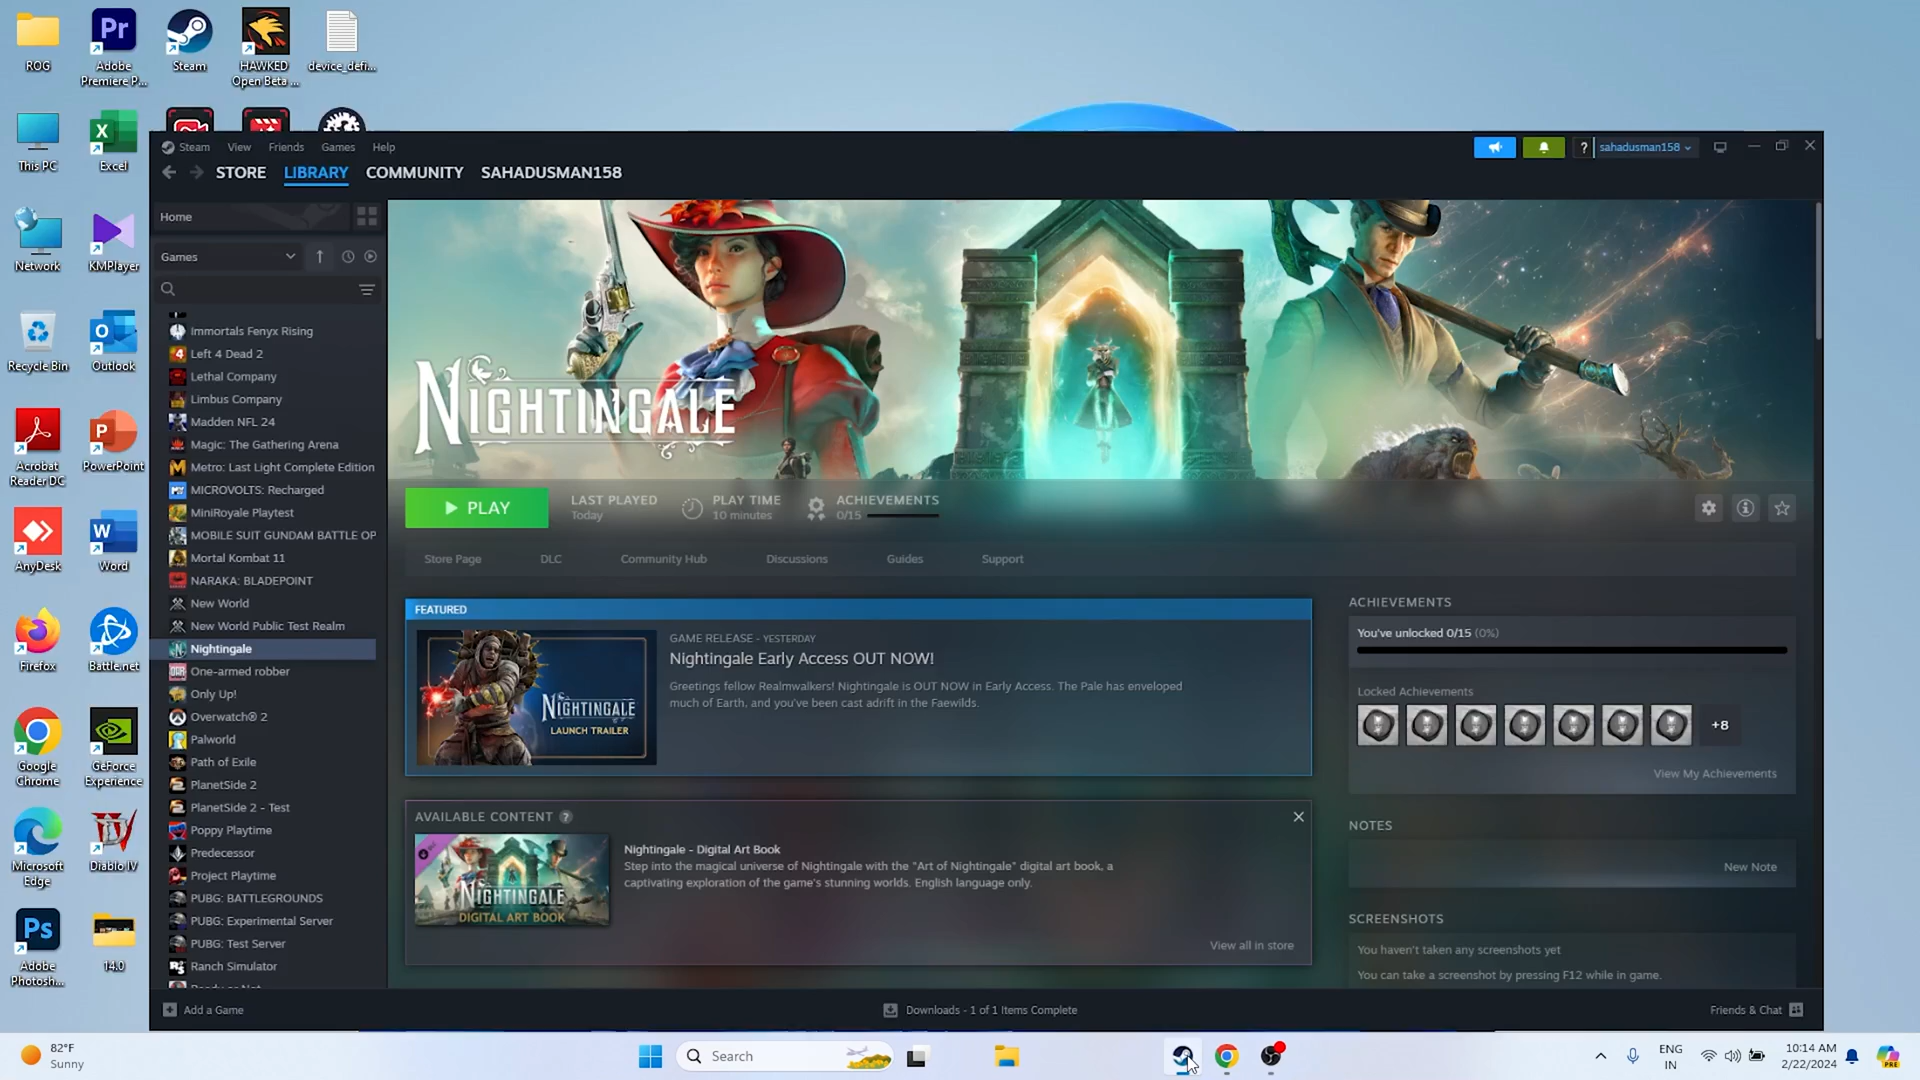 ROG
Adobe
Premiere P...
Steam
HAWKED
Open Beta ...
device_defi...
This PC
Excel
Network
KMPlayer
Recycle Bin
Outlook
Acrobat
Reader DC
PowerPoint
AnyDesk
Word
Firefox
Battle.net
Google
Chrome
GeForce
Experience
Microsoft
Edge
Diablo IV
Adobe
Photosh...
14.0
Steam View Friends Games Help
sahadusman158
STORE LIBRARY COMMUNITY SAHADUSMAN158
Home
Games
Immortals Fenyx Rising
Left 4 Dead 2
Lethal Company
Limbus Company
Madden NFL 24
Magic: The Gathering Arena
Metro: Last Light Complete Edition
MICROVOLTS: Recharged
MiniRoyale Playtest
MOBILE SUIT GUNDAM BATTLE OP
Mortal Kombat 11
NARAKA: BLADEPOINT
New World
New World Public Test Realm
Nightingale
One-armed robber
Only Up!
Overwatch® 2
Palworld
Path of Exile
PlanetSide 2
PlanetSide 2 - Test
Poppy Playtime
Predecessor
Project Playtime
PUBG: BATTLEGROUNDS
PUBG: Experimental Server
PUBG: Test Server
Ranch Simulator
Ready or Not
NIGHTINGALE
PLAY
LAST PLAYED
Today
PLAY TIME
10 minutes
ACHIEVEMENTS
0/15
Store Page DLC Community Hub Discussions Guides Support
FEATURED
NIGHTINGALE
LAUNCH TRAILER
GAME RELEASE - YESTERDAY
Nightingale Early Access OUT NOW!
Greetings fellow Realmwalkers! Nightingale is OUT NOW in Early Access. The Pale has enveloped
much of Earth, and you've been cast adrift in the Faewilds.
AVAILABLE CONTENT ?
NIGHTINGALE
DIGITAL ART BOOK
Nightingale - Digital Art Book
Step into the magical universe of Nightingale with the "Art of Nightingale" digital art book, a
captivating exploration of the game's stunning worlds. English language only.
View all in store
ACHIEVEMENTS
You've unlocked 0/15 (0%)
Locked Achievements
+8
View My Achievements
NOTES
New Note
SCREENSHOTS
You haven't taken any screenshots yet
You can take a screenshot by pressing F12 while in game.
Add a Game
Downloads - 1 of 1 Items Complete
Friends & Chat
82°F
Sunny
Search
ENG
IN
10:14 AM
2/22/2024